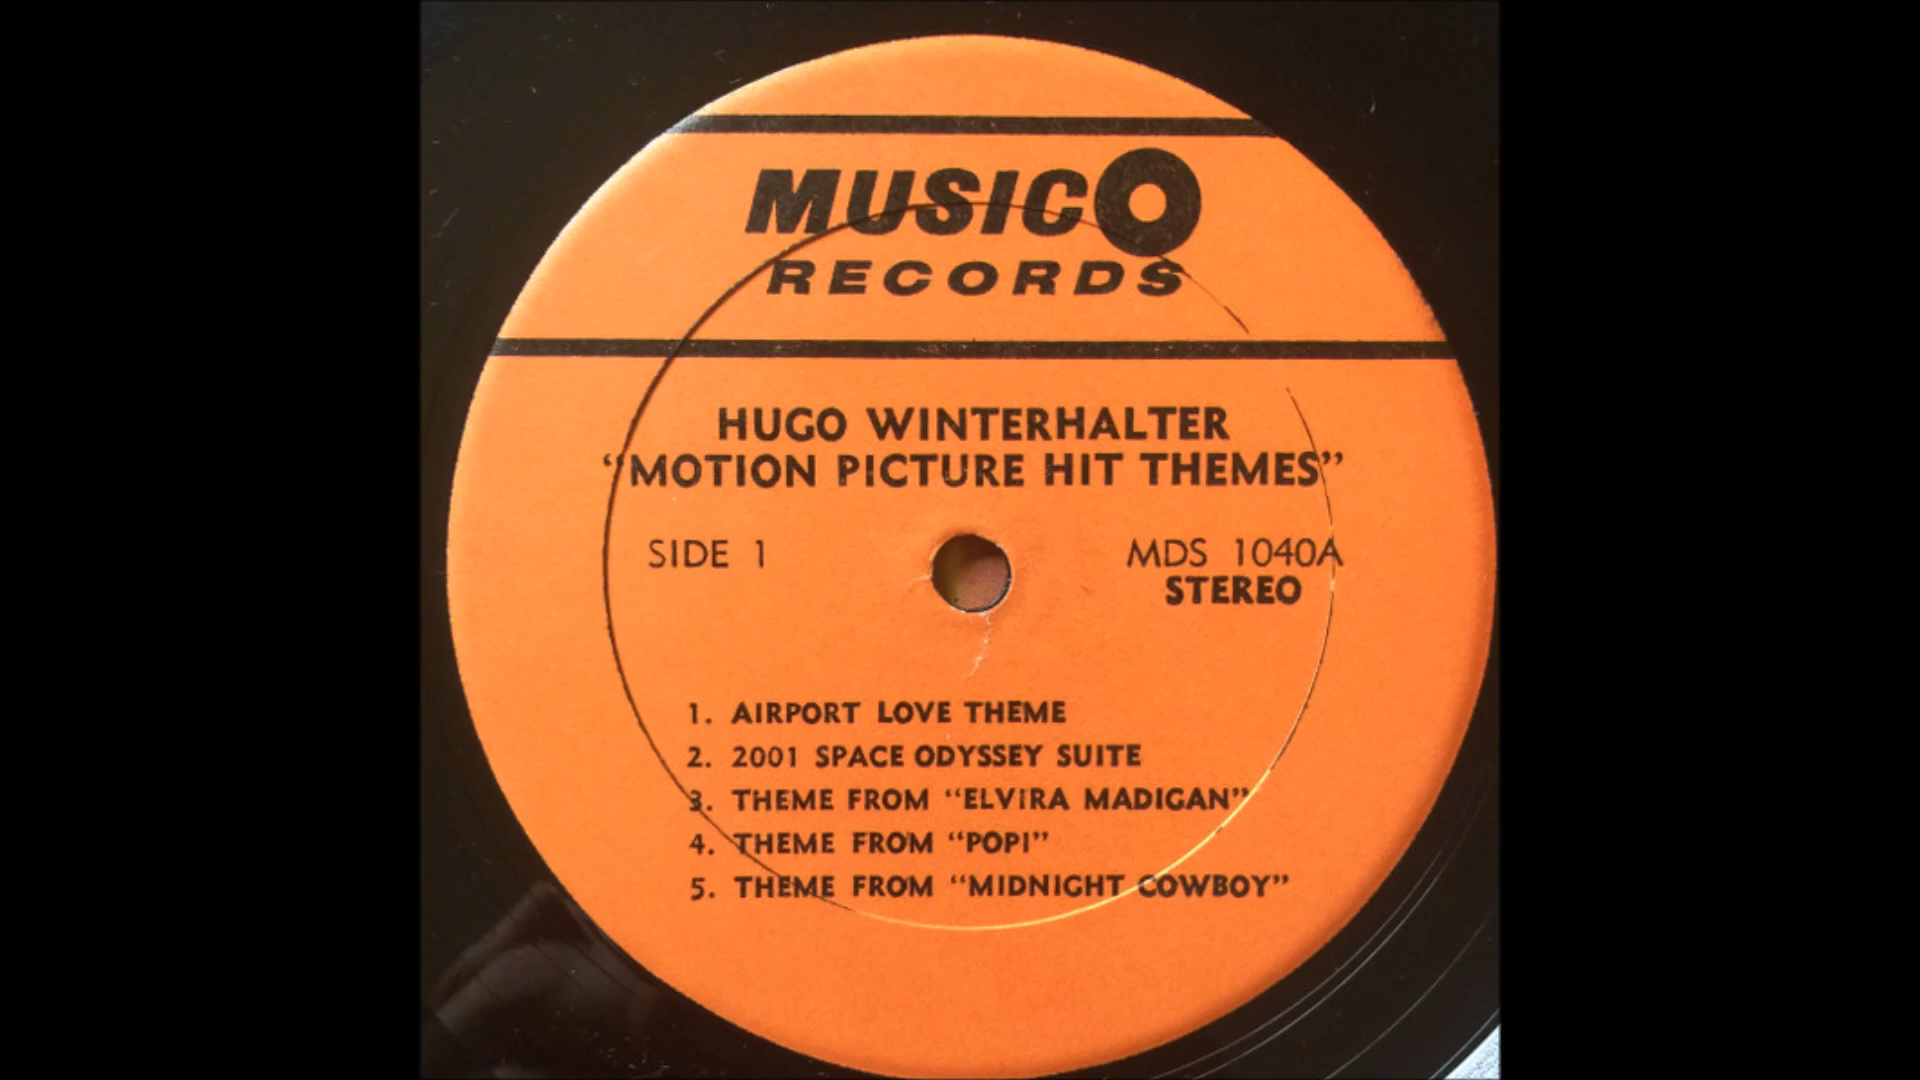 MUSICO
RECORDS
HUGO WINTERHALTER
“MOTION PICTURE HIT THEMES”
SIDE 1
MDS 1040A
STEREO
1. AIRPORT LOVE THEME
2. 2001 SPACE ODYSSEY SUITE
3. THEME FROM “ELVIRA MADIGAN”
4. THEME FROM “POPI”
5. THEME FROM “MIDNIGHT COWBOY”